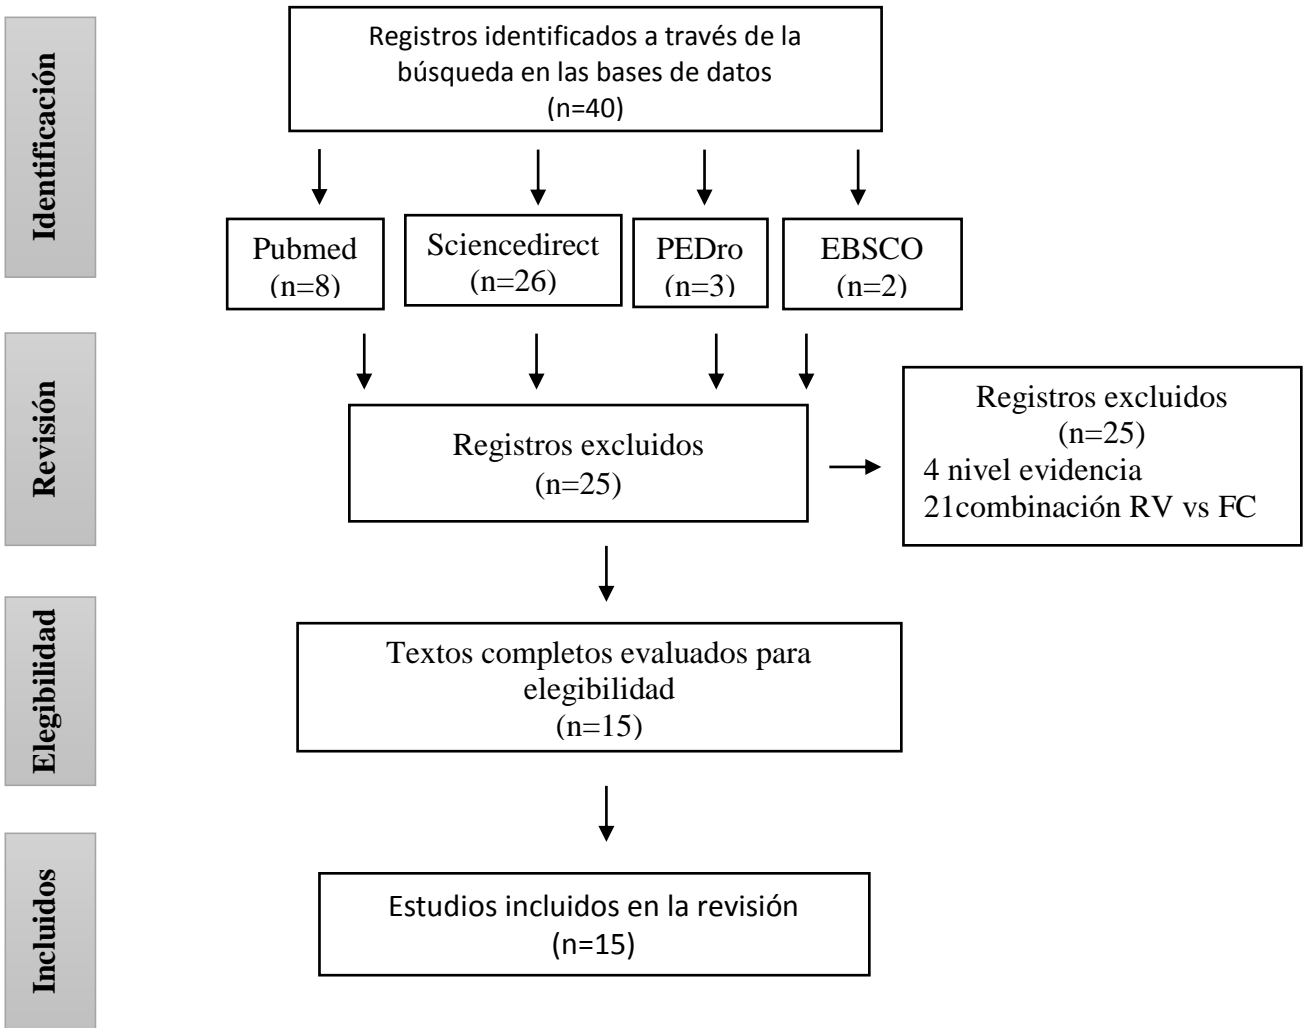 Identificación
Registros identificados a través de la
búsqueda en las bases de datos
(n=40)
Pubmed
(n=8)
Sciencedirect
(n=26)
PEDro
(n=3)
EBSCO
(n=2)
Revisión
Registros excluidos
(n=25)
Registros excluidos
(n=25)
4 nivel evidencia
21combinación RV vs FC
Elegibilidad
Textos completos evaluados para
elegibilidad
(n=15)
Incluidos
Estudios incluidos en la revisión
(n=15)